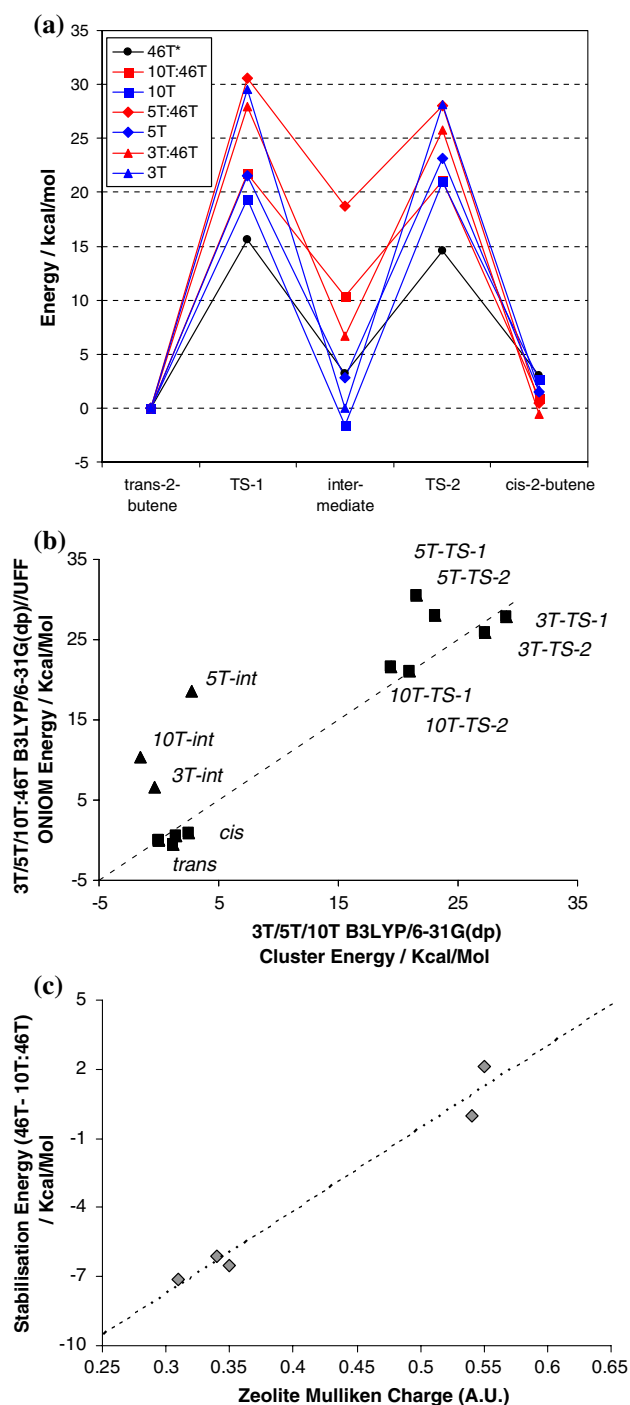 (a)
35
30
25
20
15
10
5
0
-5
Energy / kcal/mol
46T*
10T:46T
10T
5T:46T
5T
3T:46T
3T
trans-2-
butene
TS-1
inter-
mediate
TS-2
cis-2-butene
(b)
35
25
15
5
-5
3T/5T/10T:46T B3LYP/6-31G(dp)//UFF
ONIOM Energy / Kcal/Mol
5T-TS-1
5T-TS-2
3T-TS-1
3T-TS-2
5T-int
10T-TS-1
10T-int
10T-TS-2
3T-int
cis
trans
-5
5
15
25
35
3T/5T/10T B3LYP/6-31G(dp)
Cluster Energy / Kcal/Mol
(c)
5
2
-1
-4
-7
-10
Stabilisation Energy (46T- 10T:46T)
/ Kcal/Mol
0.25
0.3
0.35
0.4
0.45
0.5
0.55
0.6
0.65
Zeolite Mulliken Charge (A.U.)